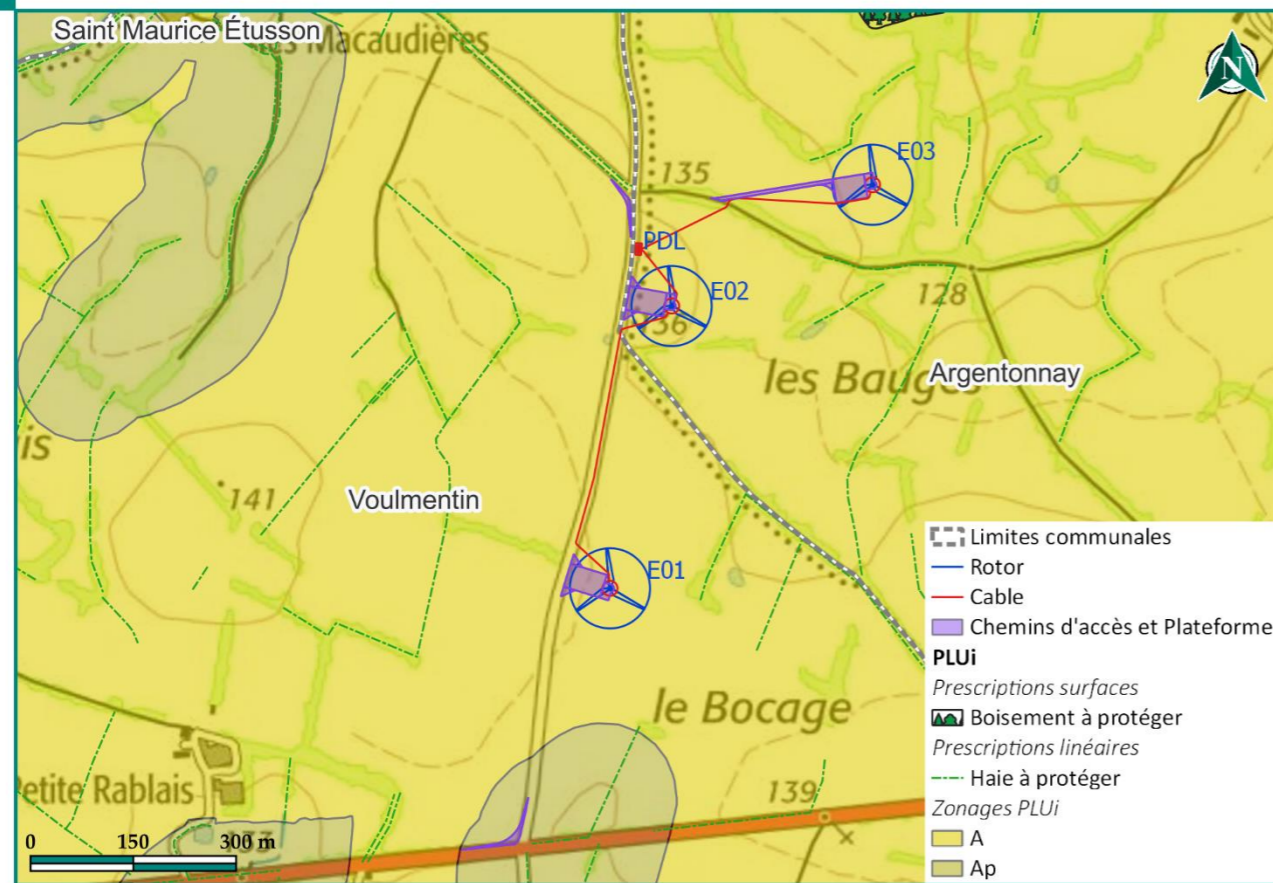 Saint Maurice Étusson
Macaudières
N
E03
135
PDL
E02
128
les Bauges
Argentonnay
is
141
Voulmentin
E01
le Bocage
Petite Rablais
139
133
0 150 300 m
Limites communales
Rotor
Cable
Chemins d'accès et Plateforme
PLUi
Prescriptions surfaces
Boisement à protéger
Prescriptions linéaires
Haie à protéger
Zonages PLUi
A
Ap